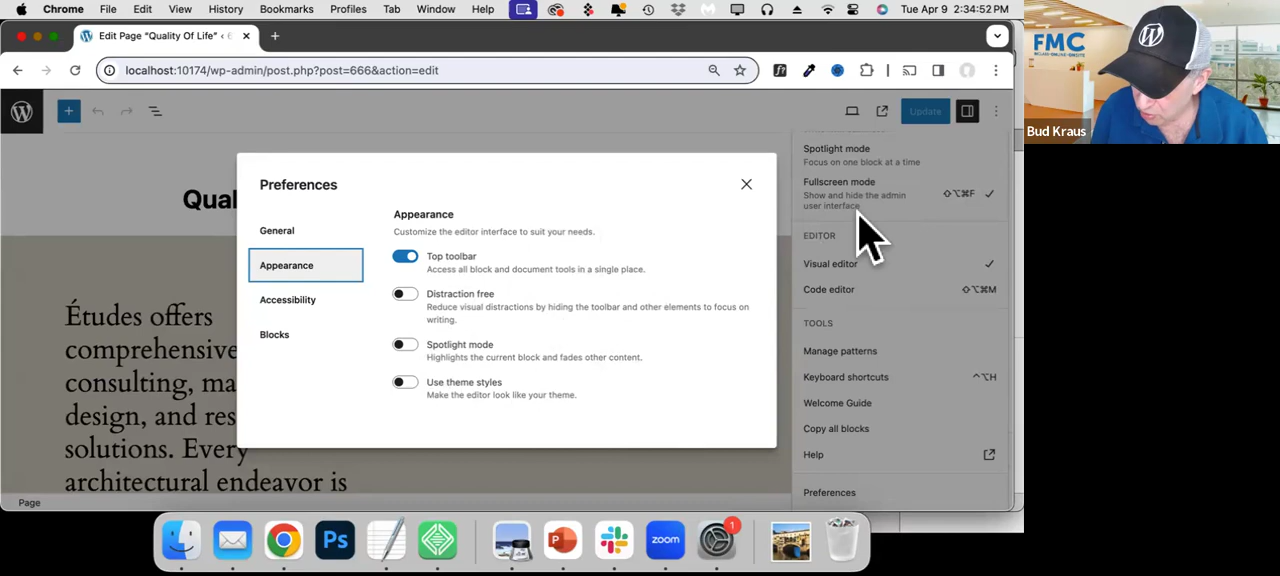 Chrome File Edit View History Bookmarks Profiles Tab Window Help Tue Apr 9 2:34:52 PM
Edit Page “Quality Of Life” ‹
localhost:10174/wp-admin/post.php?post=666&action=edit
FMC
Bud Kraus
Update
Spotlight mode
Focus on one block at a time
Fullscreen mode
Show and hide the admin
user interface
⇧⌥⌘F
EDITOR
Visual editor
Code editor ⇧⌥⌘M
TOOLS
Manage patterns
Keyboard shortcuts ^⌥H
Welcome Guide
Copy all blocks
Help
Preferences
Preferences
General
Appearance
Accessibility
Blocks
Appearance
Customize the editor interface to suit your needs.
Top toolbar
Access all block and document tools in a single place.
Distraction free
Reduce visual distractions by hiding the toolbar and other elements to focus on
writing.
Spotlight mode
Highlights the current block and fades other content.
Use theme styles
Make the editor look like your theme.
Qual
Études offers
comprehensive
consulting, ma
design, and res
solutions. Every
architectural endeavor is
Page
Ps
zoom
1